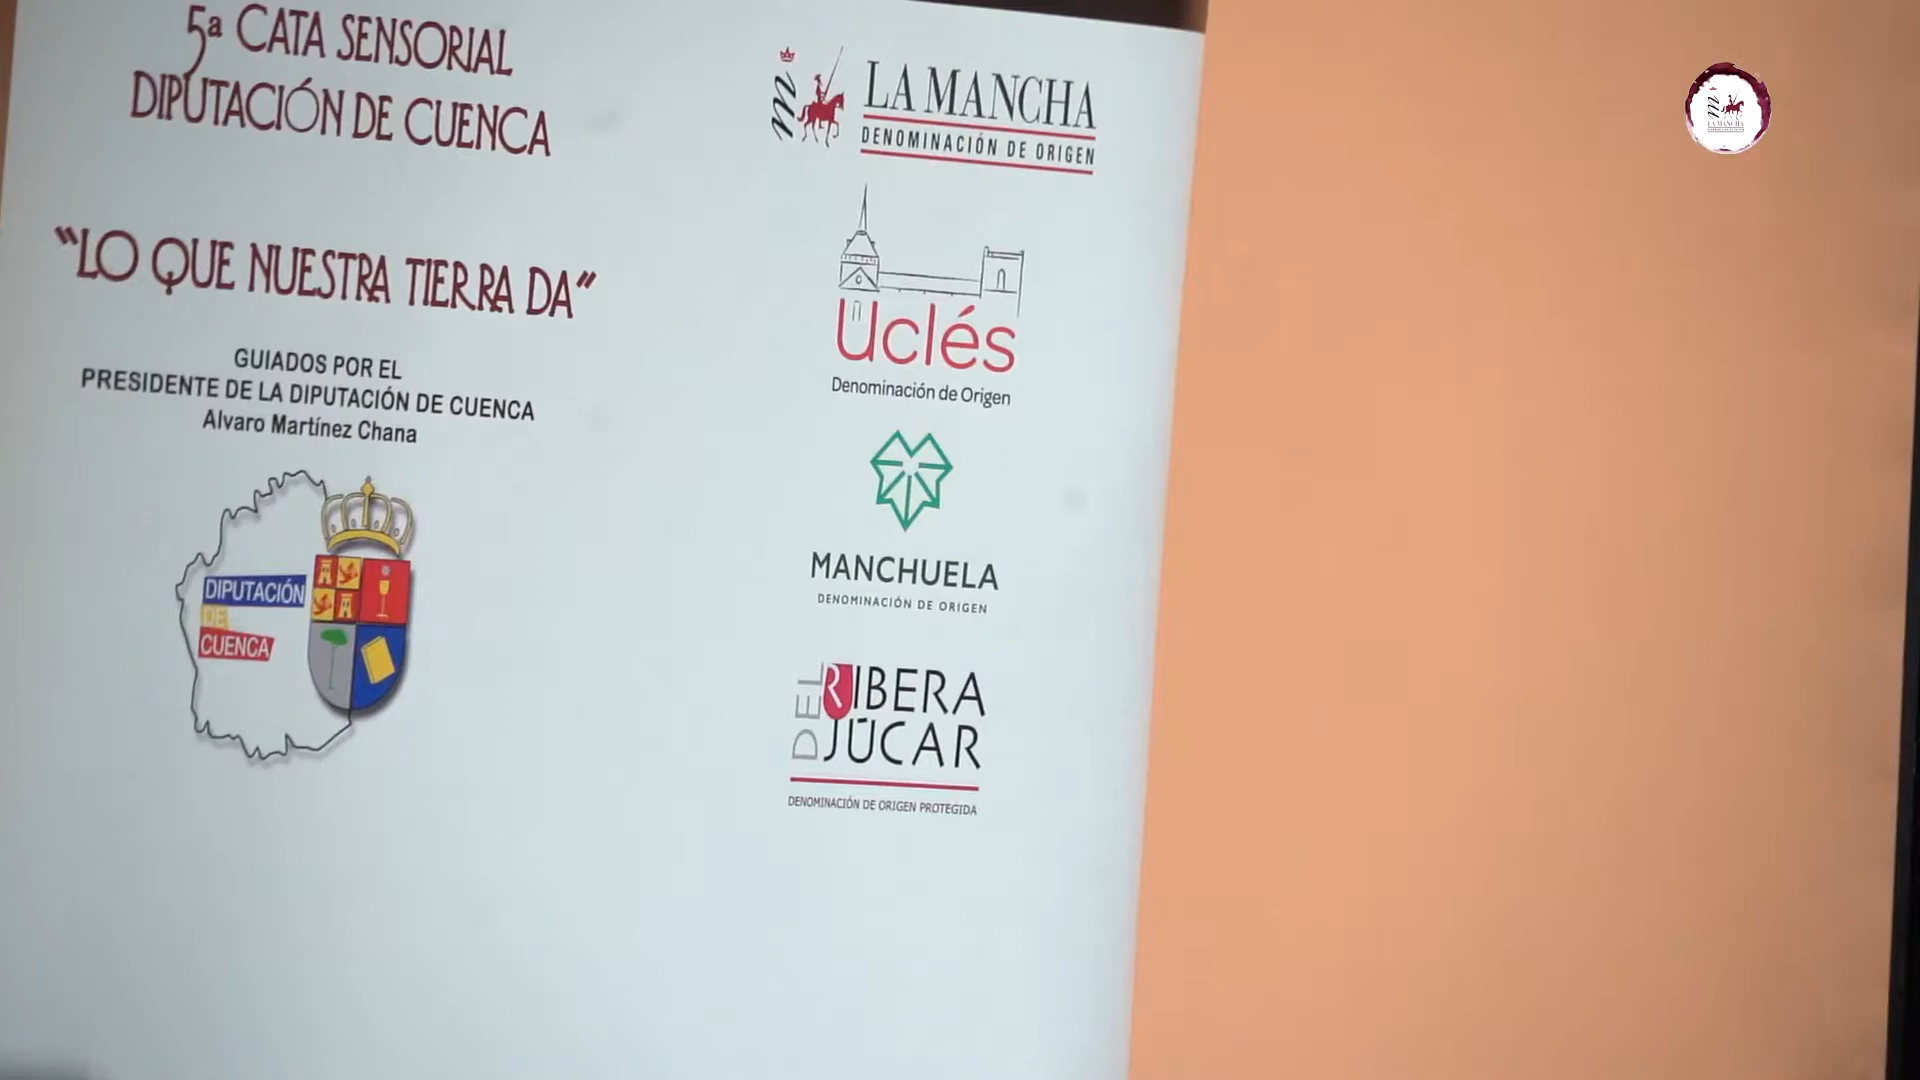 5ª CATA SENSORIAL
DIPUTACIÓN DE CUENCA
"LO QUE NUESTRA TIERRA DA"
GUIADOS POR EL
PRESIDENTE DE LA DIPUTACIÓN DE CUENCA
Alvaro Martínez Chana
DIPUTACIÓN
DE
CUENCA
m
LA MANCHA
DENOMINACIÓN DE ORIGEN
Uclés
Denominación de Origen
MANCHUELA
DENOMINACIÓN DE ORIGEN
RIBERA
DEL
JÚCAR
DENOMINACIÓN DE ORIGEN PROTEGIDA
m
LA MANCHA